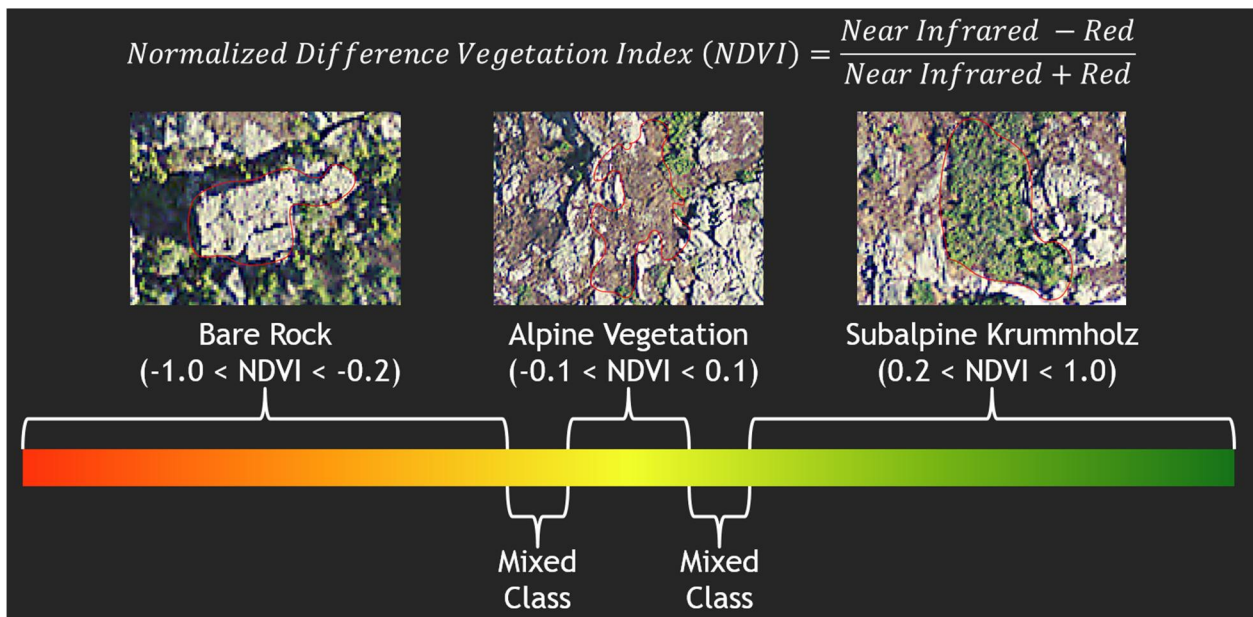 Normalized Difference Vegetation Index (NDVI) = Near Infrared − Red / Near Infrared + Red
Bare Rock
(-1.0 < NDVI < -0.2)
Alpine Vegetation
(-0.1 < NDVI < 0.1)
Subalpine Krummholz
(0.2 < NDVI < 1.0)
Mixed
Class
Mixed
Class